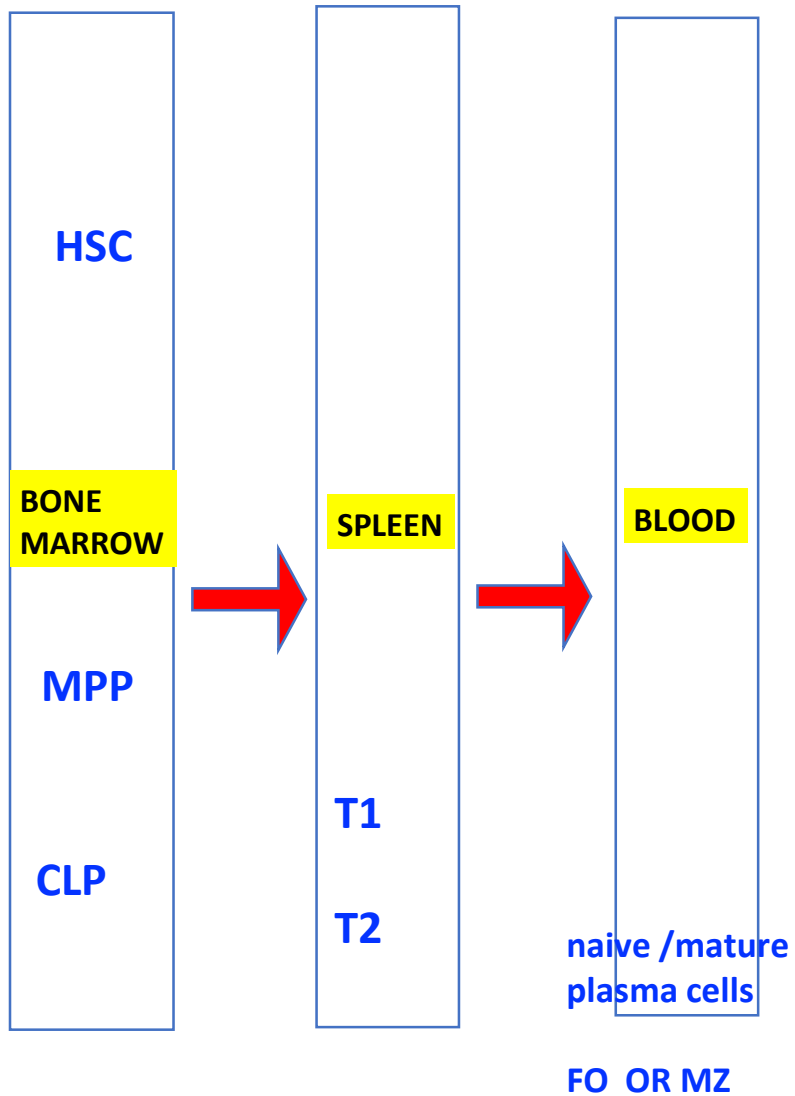 HSC
BONE
MARROW
MPP
CLP
SPLEEN
T1
T2
BLOOD
naive /mature
plasma cells
FO OR MZ